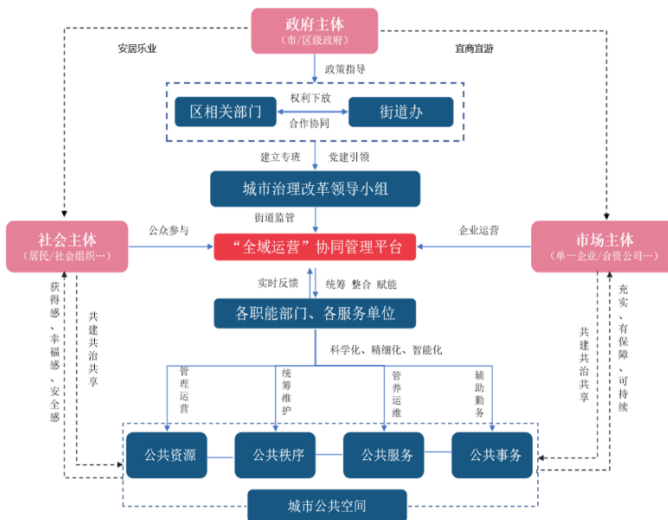 政府主体
（市/区级政府）
安居乐业
宜商宜游
政策指导
区相关部门
权利下放
合作协同
街道办
建立专班
党建引领
城市治理改革领导小组
街道监管
社会主体
（居民/社会组织…）
公众参与
“全域运营”协同管理平台
企业运营
市场主体
（单一企业/合资公司…）
实时反馈
统筹 整合 赋能
各职能部门、各服务单位
科学化、精细化、智能化
获得感、幸福感、安全感
共建共治共享
管理运营
统筹维护
管养运维
辅助勤务
共建共治共享
充实、有保障、可持续
公共资源
公共秩序
公共服务
公共事务
城市公共空间